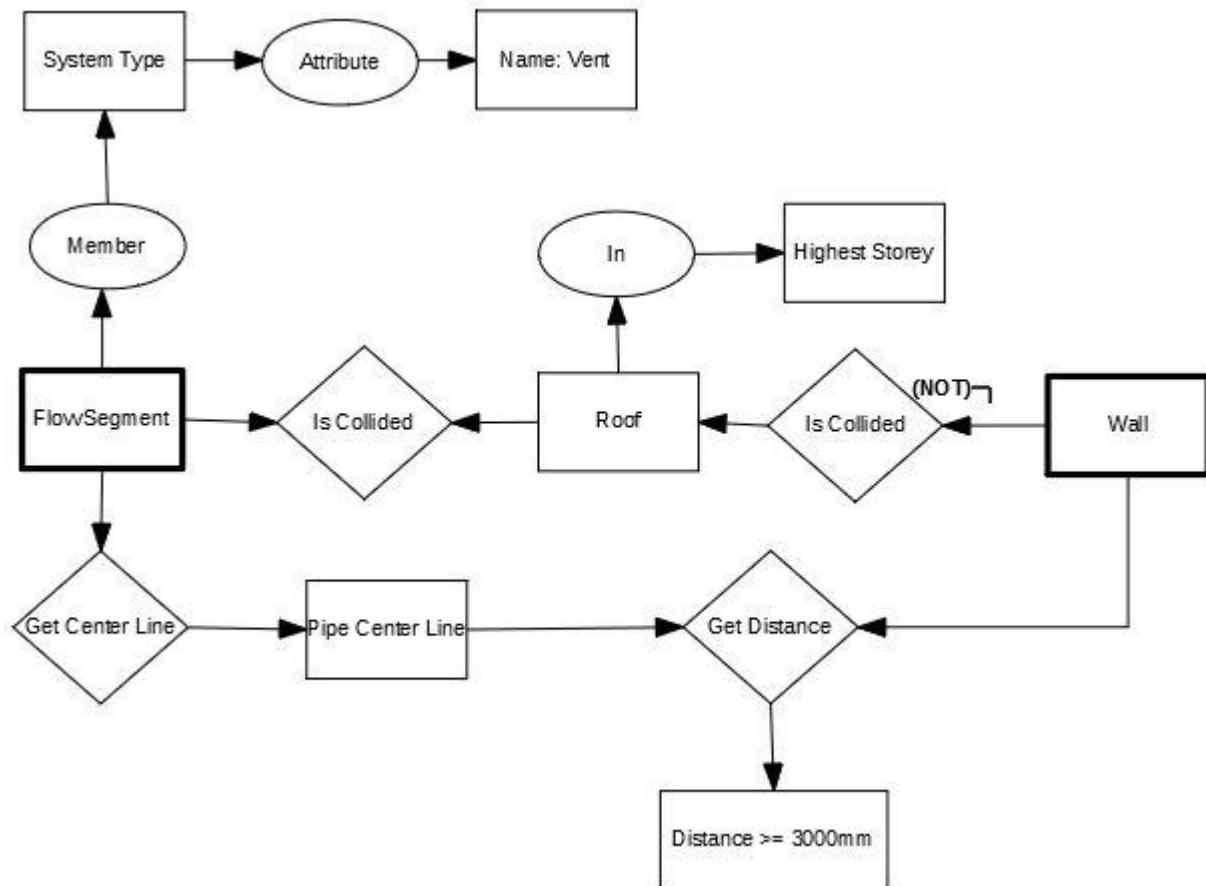 System Type
Attribute
Name: Vent
Member
In
Highest Storey
FlowSegment
Is Collided
Roof
(NOT)¬
Is Collided
Wall
Get Center Line
Pipe Center Line
Get Distance
Distance >= 3000mm